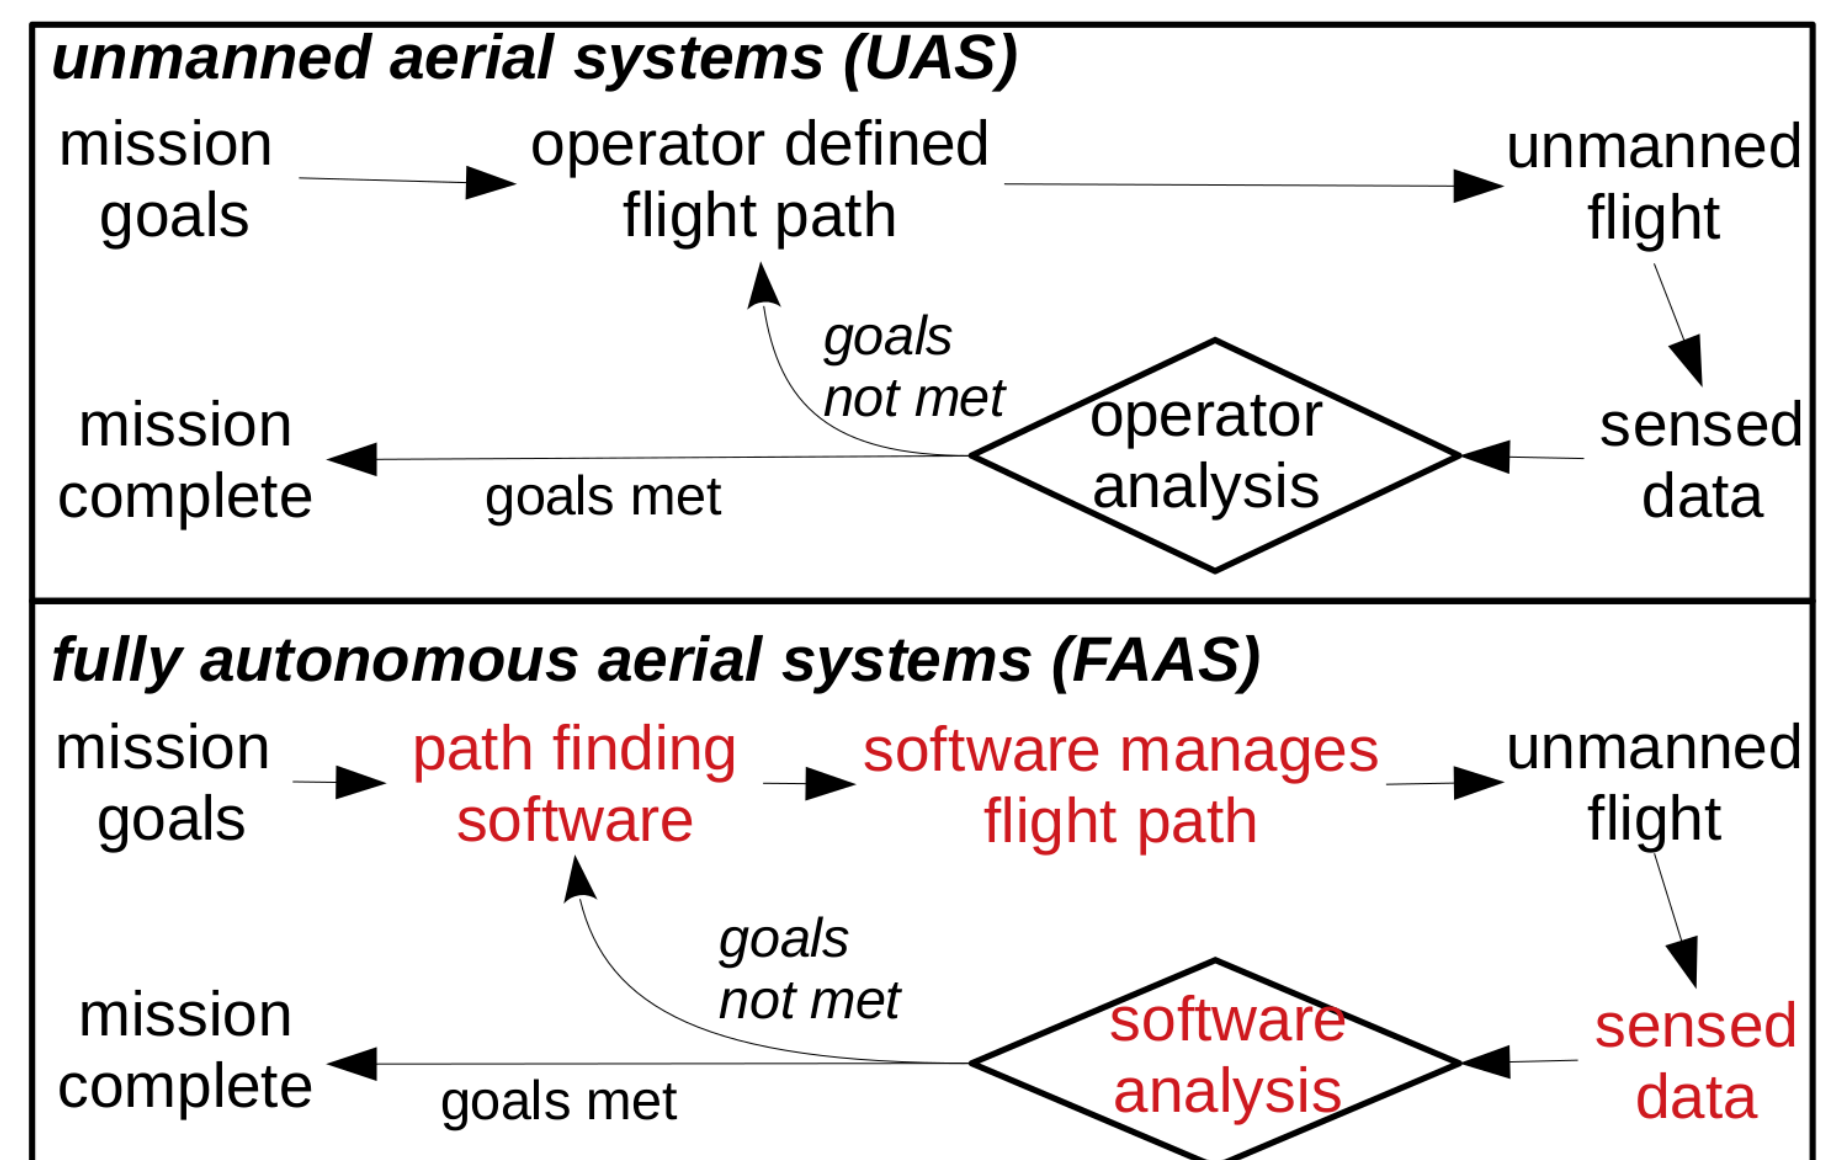 unmanned aerial systems (UAS)
mission
goals
operator defined
flight path
unmanned
flight
goals
not met
mission
complete
goals met
operator
analysis
sensed
data
fully autonomous aerial systems (FAAS)
mission
goals
path finding
software
software manages
flight path
unmanned
flight
goals
not met
mission
complete
goals met
software
analysis
sensed
data